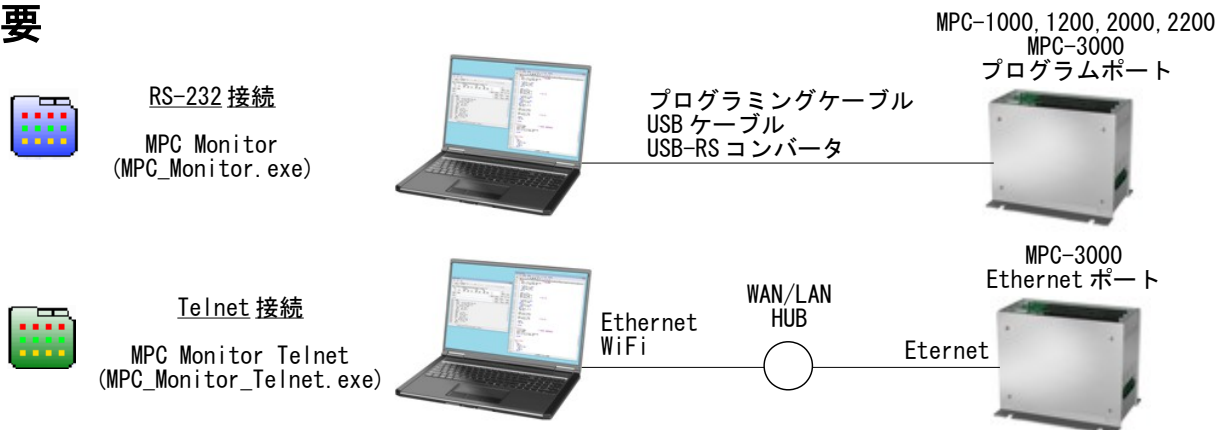 要
RS-232 接続
MPC Monitor
(MPC_Monitor.exe)
プログラミングケーブル
USB ケーブル
USB-RS コンバータ
MPC-1000,1200,2000,2200
MPC-3000
プログラムポート
Telnet 接続
MPC Monitor Telnet
(MPC_Monitor_Telnet.exe)
Ethernet
WiFi
WAN/LAN
HUB
Eternet
MPC-3000
Ethernet ポート